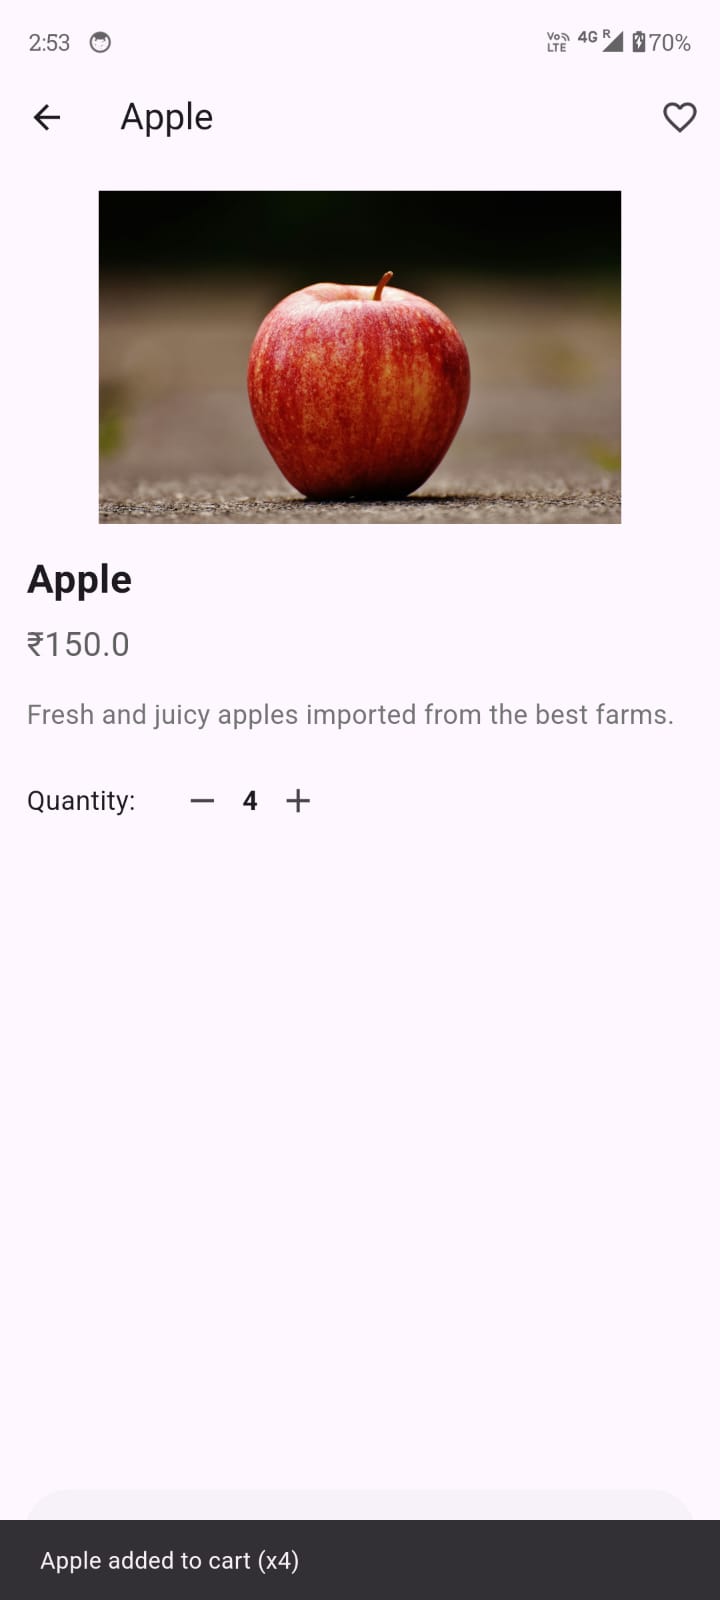 2:53 Vo LTE 4G R 70%
Apple
Apple
₹150.0
Fresh and juicy apples imported from the best farms.
Quantity: — 4 +
Apple added to cart (x4)